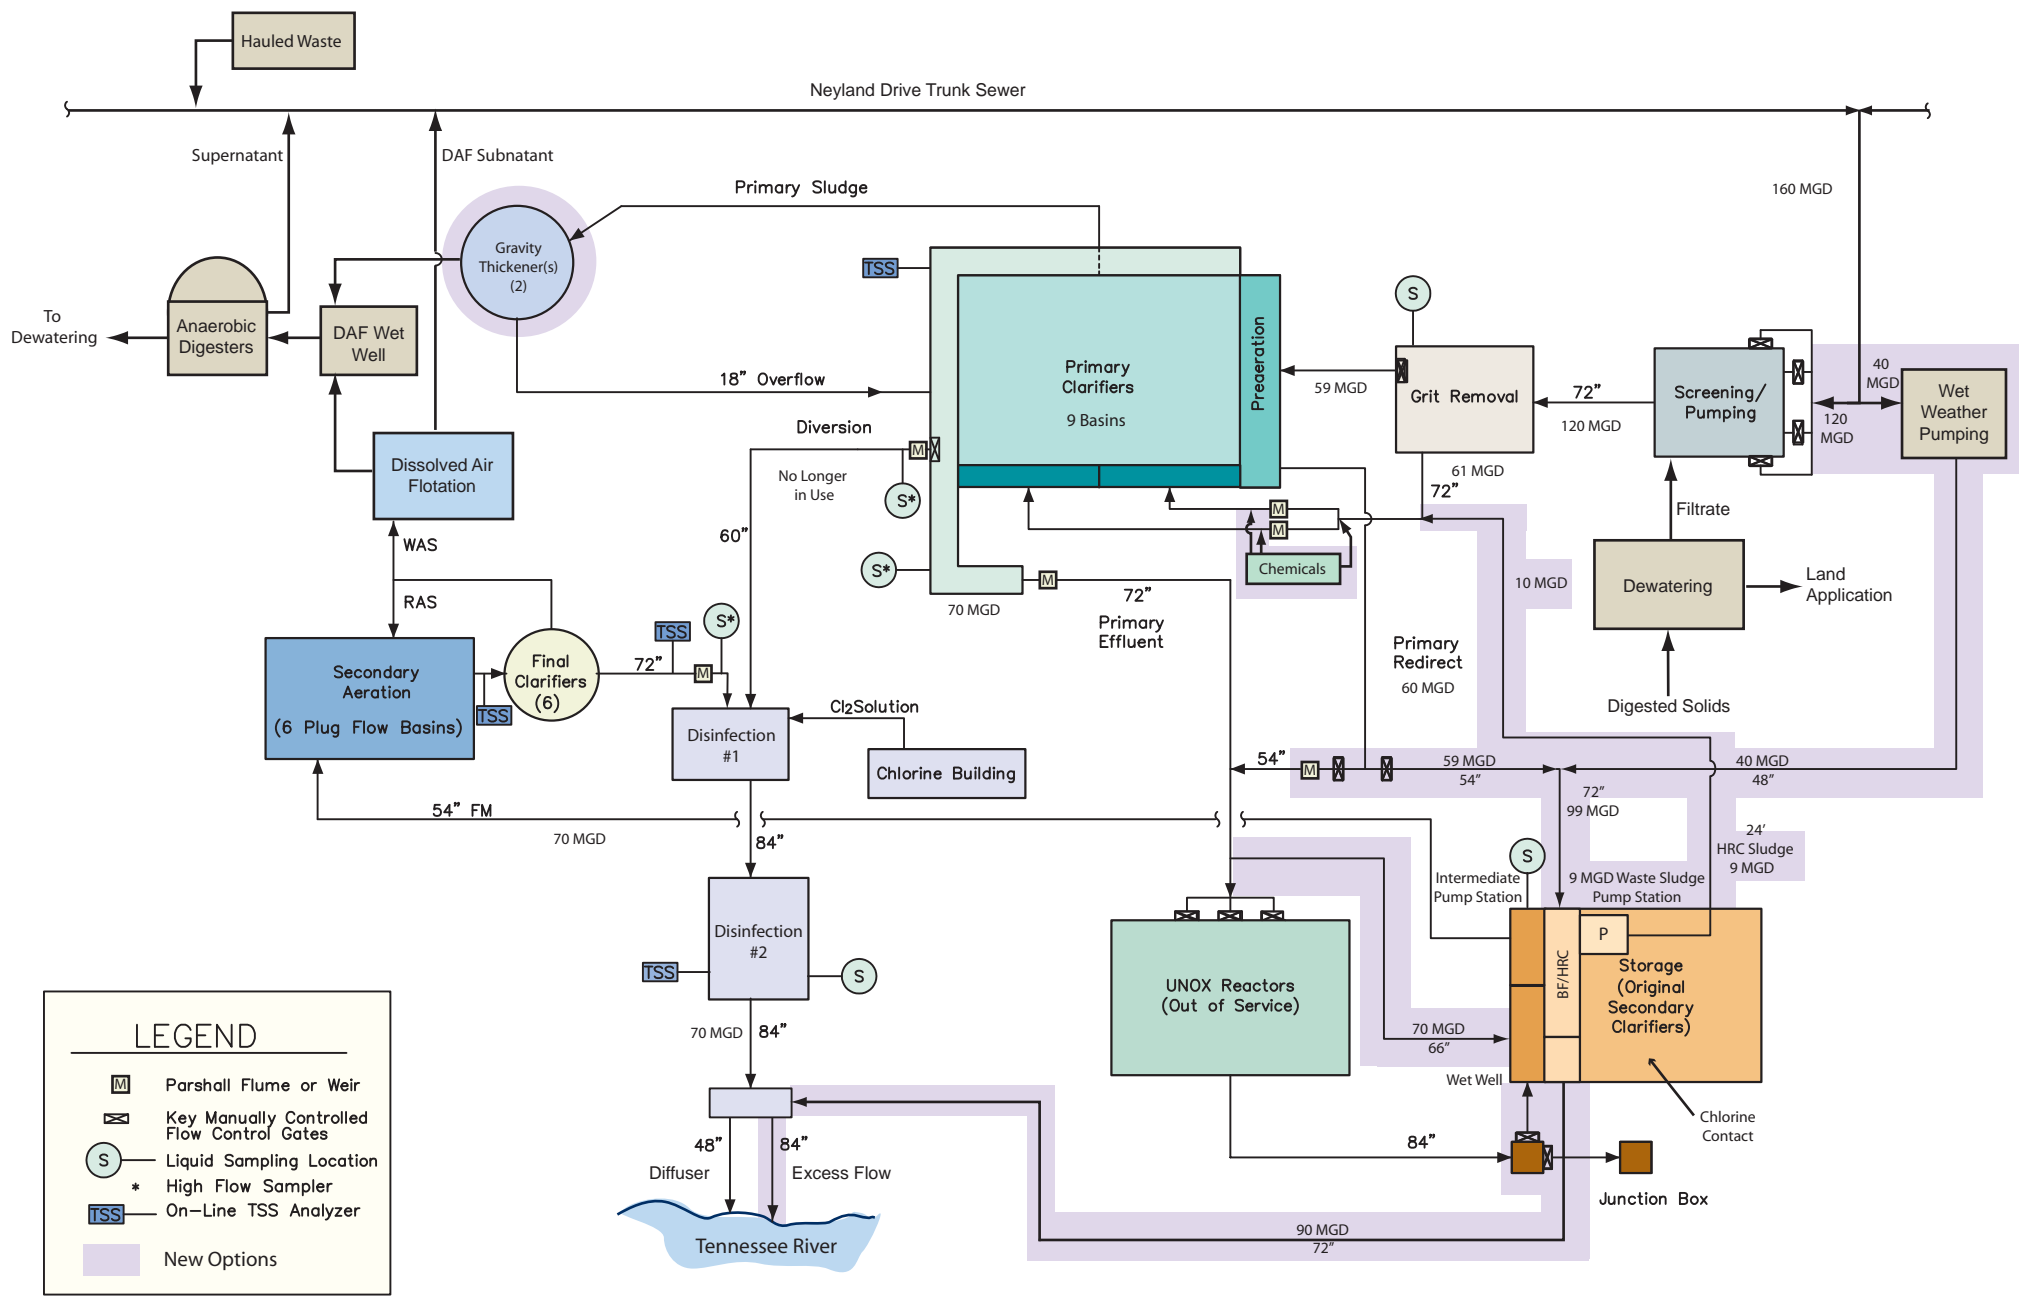 Hauled Waste
Neyland Drive Trunk Sewer
Supernatant
DAF Subnatant
160 MGD
Primary Sludge
Gravity
Thickener(s)
(2)
TSS
S
To
Dewatering
Anaerobic
Digesters
DAF Wet
Well
18” Overflow
Primary
Clarifiers
9 Basins
Preaeration
59 MGD
Grit Removal
72”
120 MGD
Screening/
Pumping
40
MGD
120
MGD
Wet
Weather
Pumping
Diversion
M
No Longer
in Use
S*
60”
Dissolved Air
Flotation
61 MGD
72”
M
M
Chemicals
Filtrate
Dewatering
Land
Application
Digested Solids
10 MGD
WAS
RAS
S*
M
70 MGD
72”
Primary
Effluent
Primary
Redirect
60 MGD
Secondary
Aeration
(6 Plug Flow Basins)
TSS
Final
Clarifiers
(6)
72”
TSS
M
S*
Cl2Solution
Disinfection
#1
Chlorine Building
54”
M
59 MGD
54”
40 MGD
48”
72”
99 MGD
54” FM
70 MGD
84”
24’
HRC Sludge
9 MGD
S
Intermediate
Pump Station
9 MGD Waste Sludge
Pump Station
Disinfection
#2
TSS
S
UNOX Reactors
(Out of Service)
BF/HRC
P
Storage
(Original
Secondary
Clarifiers)
70 MGD
84”
70 MGD
66”
Wet Well
Chlorine
Contact
48”
84”
Diffuser
Excess Flow
84”
Junction Box
90 MGD
72”
Tennessee River
LEGEND
M
Parshall Flume or Weir
Key Manually Controlled
Flow Control Gates
S
Liquid Sampling Location
* High Flow Sampler
TSS
On-Line TSS Analyzer
New Options